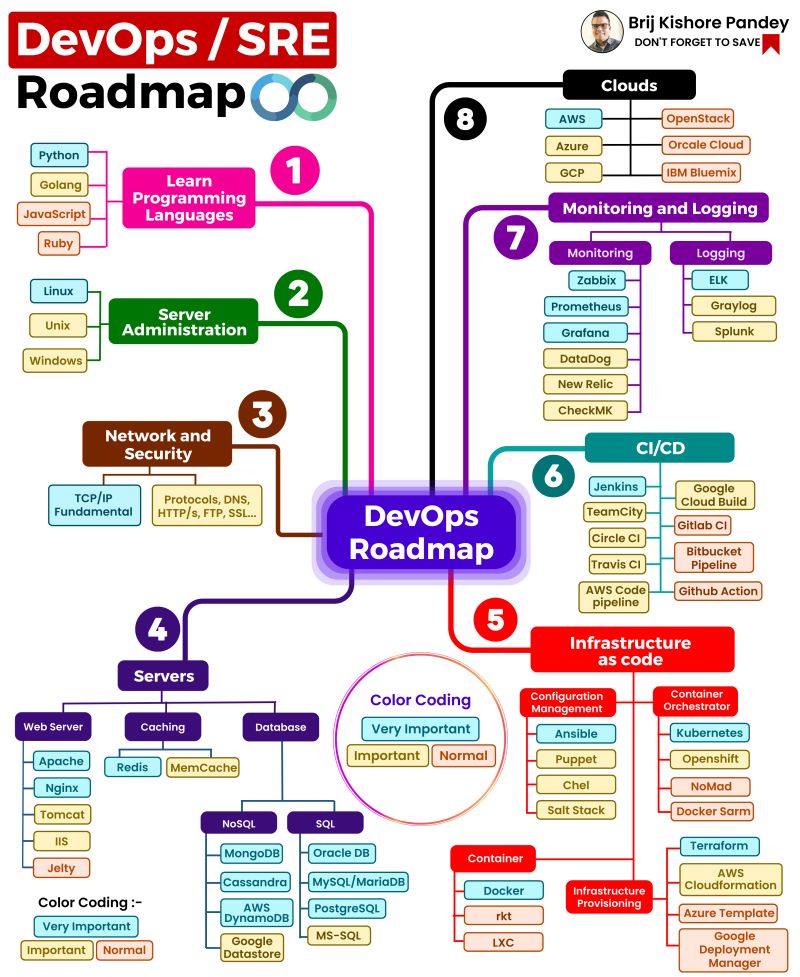 DevOps / SRE
Roadmap
Brij Kishore Pandey
DON'T FORGET TO SAVE
1
Learn
Programming
Languages
Python
Golang
JavaScript
Ruby
2
Server
Administration
Linux
Unix
Windows
3
Network and
Security
TCP/IP
Fundamental
Protocols, DNS,
HTTP/s, FTP, SSL...
DevOps
Roadmap
8
Clouds
AWS
OpenStack
Azure
Orcale Cloud
GCP
IBM Bluemix
7
Monitoring and Logging
Monitoring
Zabbix
Prometheus
Grafana
DataDog
New Relic
CheckMK
Logging
ELK
Graylog
Splunk
6
CI/CD
Jenkins
TeamCity
Circle CI
Travis CI
AWS Code
pipeline
Google
Cloud Build
Gitlab CI
Bitbucket
Pipeline
Github Action
4
Servers
Web Server
Apache
Nginx
Tomcat
IIS
Jelty
Caching
Redis
MemCache
Database
NoSQL
MongoDB
Cassandra
AWS
DynamoDB
Google
Datastore
SQL
Oracle DB
MySQL/MariaDB
PostgreSQL
MS-SQL
Color Coding
Very Important
Important
Normal
5
Infrastructure
as code
Configuration
Management
Ansible
Puppet
Chel
Salt Stack
Container
Orchestrator
Kubernetes
Openshift
NoMad
Docker Sarm
Container
Docker
rkt
LXC
Infrastructure
Provisioning
Terraform
AWS
Cloudformation
Azure Template
Google
Deployment
Manager
Color Coding :-
Very Important
Important
Normal